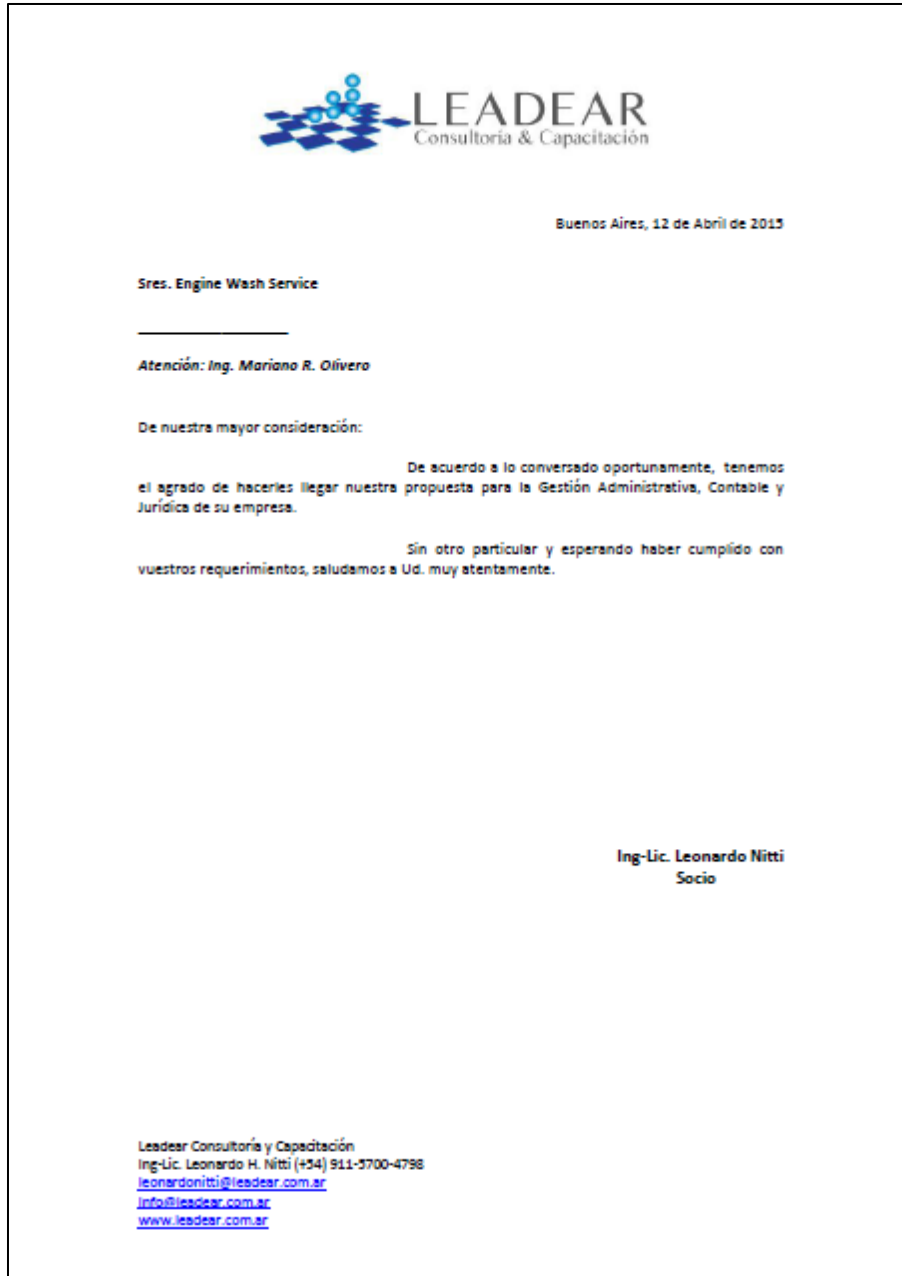 LEADEAR
Consultoría & Capacitación
Buenos Aires, 12 de Abril de 2015
Sres. Engine Wash Service
Atención: Ing. Mariano R. Olivero
De nuestra mayor consideración:
De acuerdo a lo conversado oportunamente, tenemos
el agrado de hacerles llegar nuestra propuesta para la Gestión Administrativa, Contable y
Jurídica de su empresa.
Sin otro particular y esperando haber cumplido con
vuestros requerimientos, saludamos a Ud. muy atentamente.
Ing-Lic. Leonardo Nitti
Socio
Leadear Consultoría y Capacitación
Ing-Lic. Leonardo H. Nitti (+54) 911-5700-4798
leonardonitti@leadear.com.ar
info@leadear.com.ar
www.leadear.com.ar